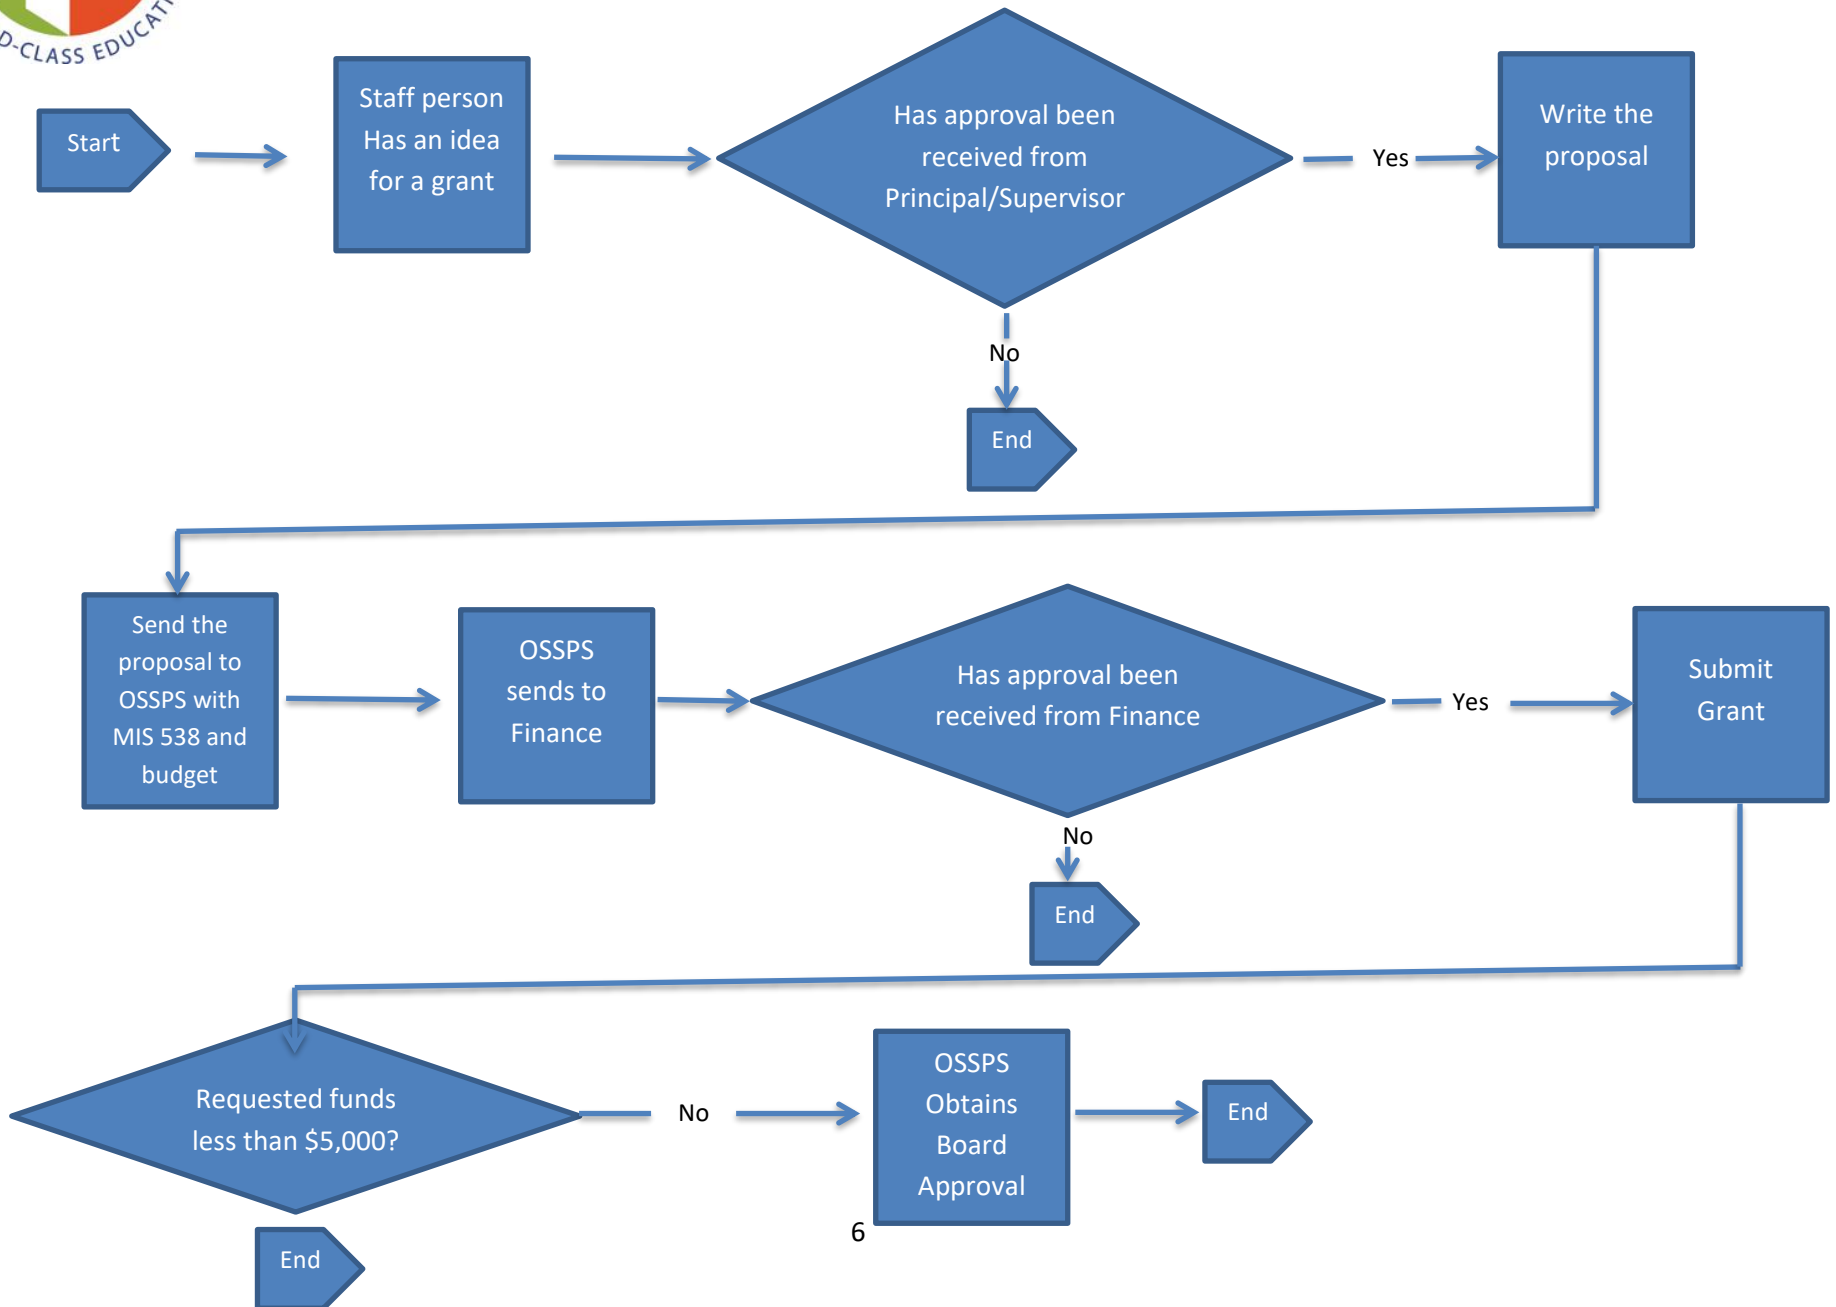 D-CLASS EDUCATI
Start
Staff person
Has an idea
for a grant
Has approval been
received from
Principal/Supervisor
Yes
Write the
proposal
No
End
Send the
proposal to
OSSPS with
MIS 538 and
budget
OSSPS
sends to
Finance
Has approval been
received from Finance
Yes
Submit
Grant
No
End
Requested funds
less than $5,000?
No
OSSPS
Obtains
Board
Approval
End
End
6